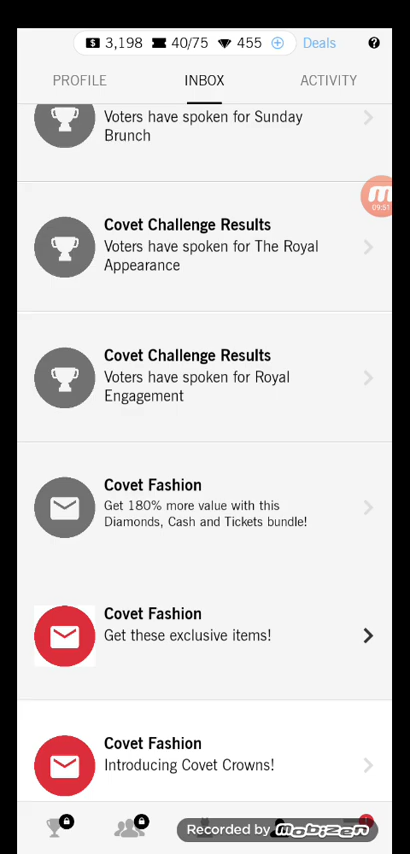 $ 3,198 40/75 455 Deals ?
PROFILE INBOX ACTIVITY
Voters have spoken for Sunday
Brunch
Covet Challenge Results
Voters have spoken for The Royal
Appearance
09:51
Covet Challenge Results
Voters have spoken for Royal
Engagement
Covet Fashion
Get 180% more value with this
Diamonds, Cash and Tickets bundle!
Covet Fashion
Get these exclusive items!
Covet Fashion
Introducing Covet Crowns!
Recorded by mobizen